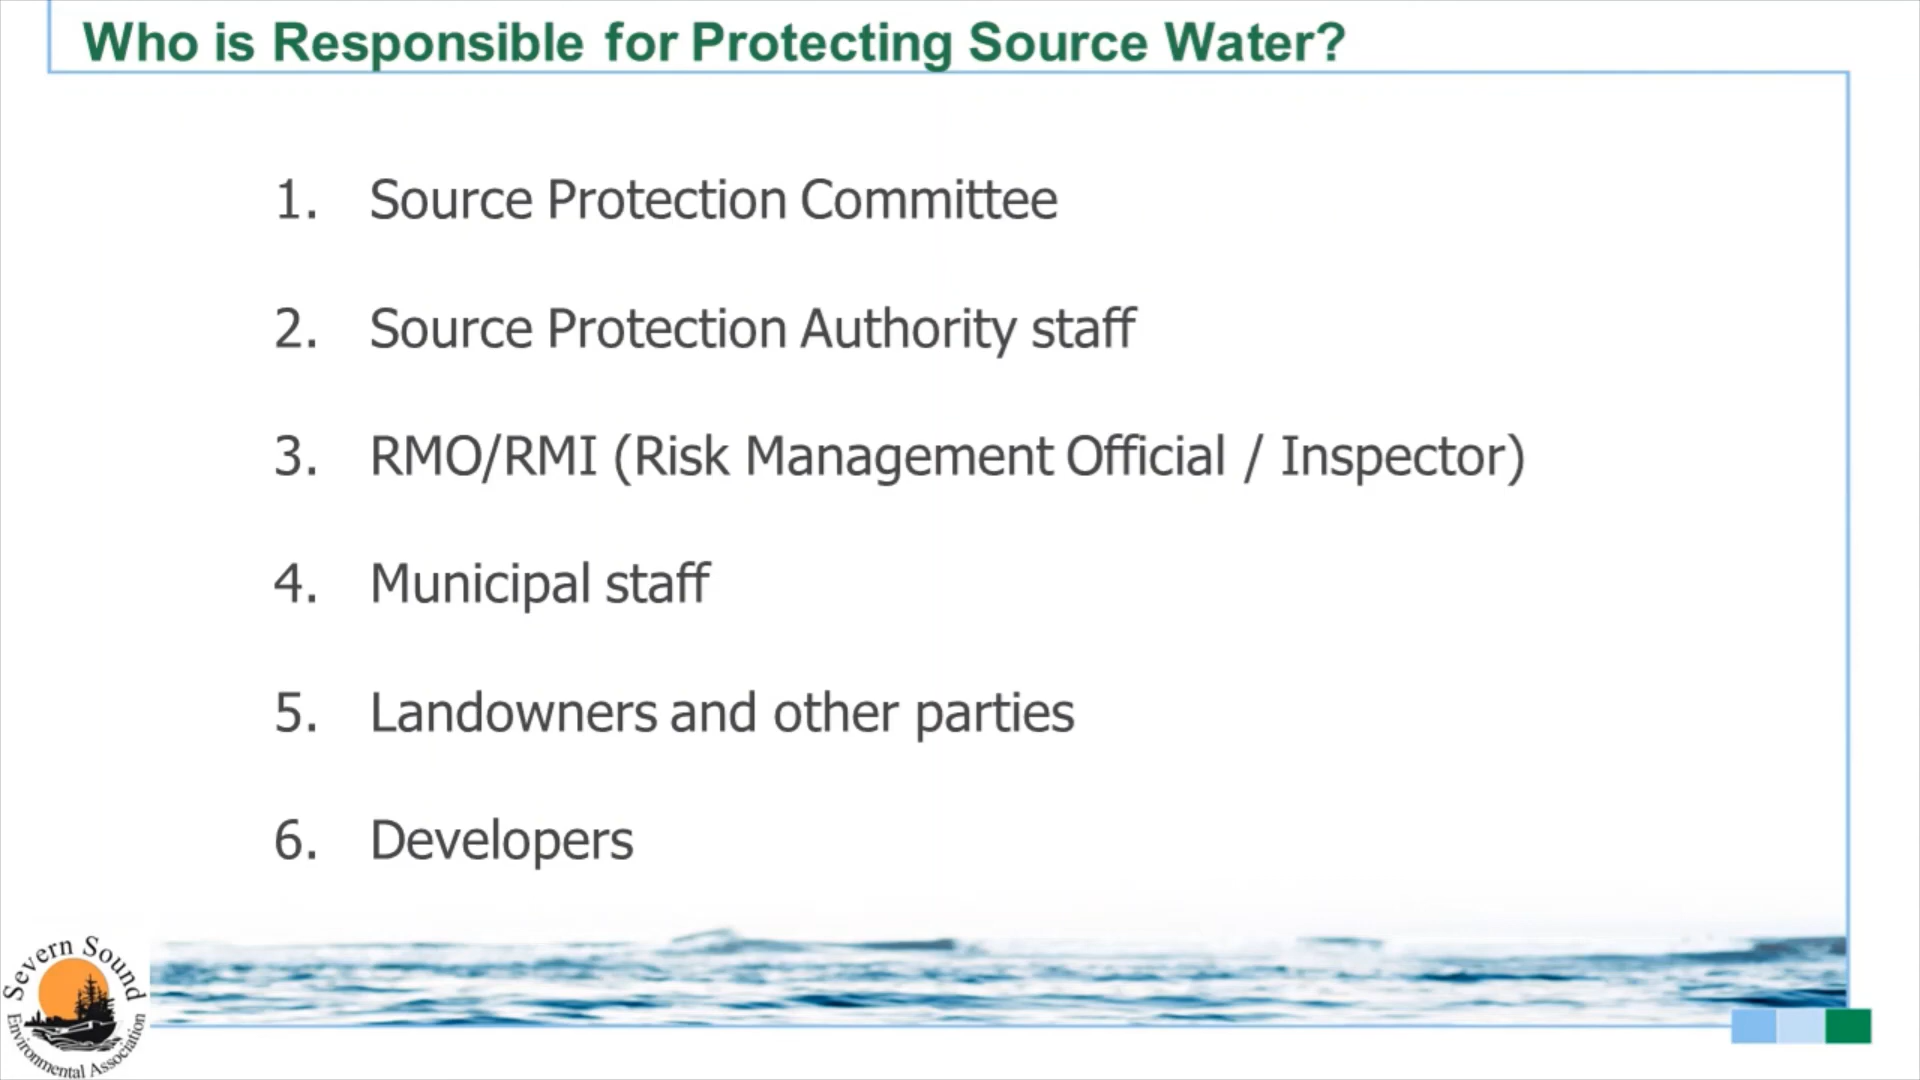 Who is Responsible for Protecting Source Water?
1. Source Protection Committee
2. Source Protection Authority staff
3. RMO/RMI (Risk Management Official / Inspector)
4. Municipal staff
5. Landowners and other parties
6. Developers
Severn Sound
Environmental Association